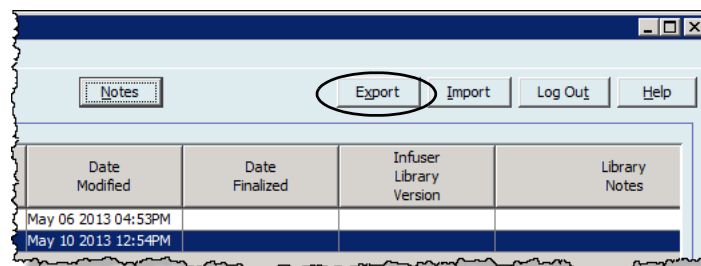 Notes Export Import Log Out Help
Date Modified Date Finalized Infuser Library Version Library Notes
May 06 2013 04:53PM
May 10 2013 12:54PM